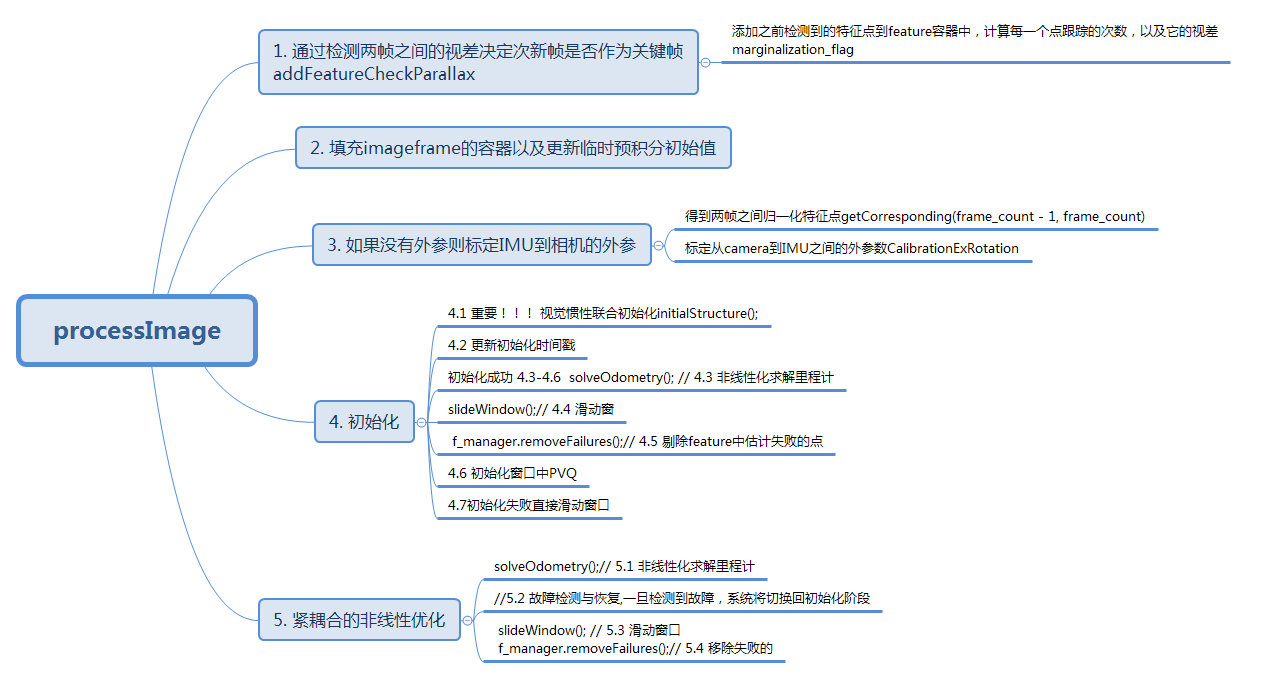 processImage
1. 通过检测两帧之间的视差决定次新帧是否作为关键帧
addFeatureCheckParallax
添加之前检测到的特征点到feature容器中，计算每一个点跟踪的次数，以及它的视差
marginalization_flag
2. 填充imageframe的容器以及更新临时预积分初始值
3. 如果没有外参则标定IMU到相机的外参
得到两帧之间归一化特征点getCorresponding(frame_count - 1, frame_count)
标定从camera到IMU之间的外参数CalibrationExRotation
4. 初始化
4.1 重要！！！ 视觉惯性联合初始化initialStructure();
4.2 更新初始化时间戳
初始化成功 4.3-4.6  solveOdometry(); // 4.3 非线性化求解里程计
slideWindow();// 4.4 滑动窗
f_manager.removeFailures();// 4.5 剔除feature中估计失败的点
4.6 初始化窗口中PVQ
4.7初始化失败直接滑动窗口
5. 紧耦合的非线性优化
solveOdometry();// 5.1 非线性化求解里程计
//5.2 故障检测与恢复,一旦检测到故障，系统将切换回初始化阶段
slideWindow(); // 5.3 滑动窗口
f_manager.removeFailures();// 5.4 移除失败的